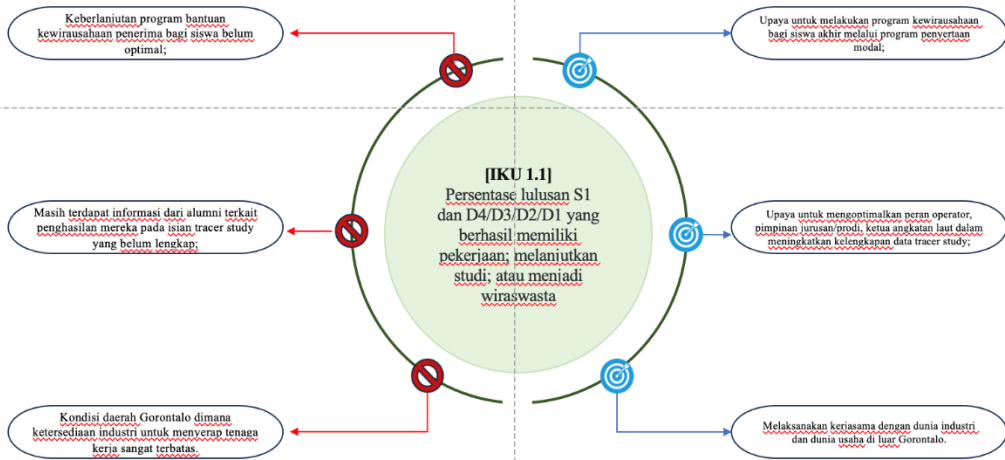 Keberlanjutan program bantuan
kewirausahaan penerima bagi siswa belum
optimal;
Upaya untuk melakukan program kewirausahaan
bagi siswa akhir melalui program penyertaan
modal;
[IKU 1.1]
Persentase lulusan S1
dan D4/D3/D2/D1 yang
berhasil memiliki
pekerjaan; melanjutkan
studi; atau menjadi
wiraswasta
Masih terdapat informasi dari alumni terkait
penghasilan mereka pada isian tracer study
yang belum lengkap;
Upaya untuk mengoptimalkan peran operator,
pimpinan jurusan/prodi, ketua angkatan laut dalam
meningkatkan kelengkapan data tracer study;
Kondisi daerah Gorontalo dimana
ketersediaan industri untuk menyerap tenaga
kerja sangat terbatas.
Melaksanakan kerjasama dengan dunia industri
dan dunia usaha di luar Gorontalo.